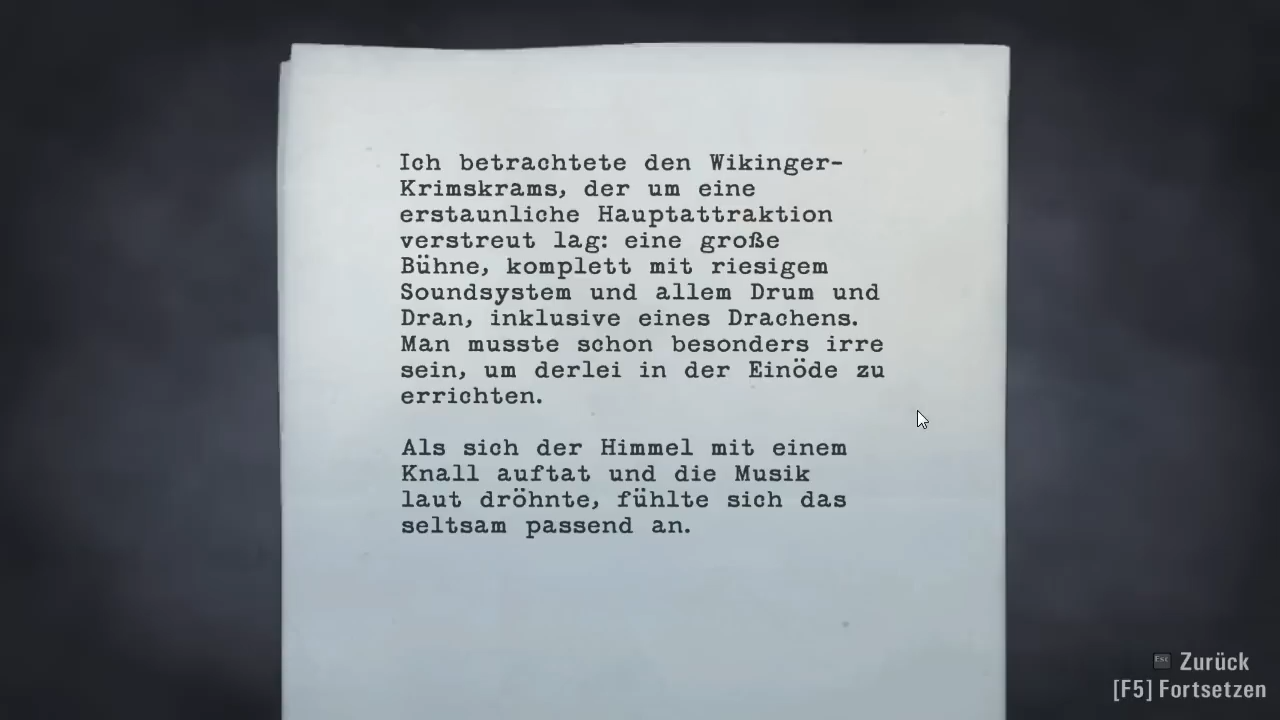 Ich betrachtete den Wikinger-
Krimskrams, der um eine
erstaunliche Hauptattraktion
verstreut lag: eine große
Bühne, komplett mit riesigem
Soundsystem und allem Drum und
Dran, inklusive eines Drachens.
Man musste schon besonders irre
sein, um derlei in der Einöde zu
errichten.

Als sich der Himmel mit einem
Knall auftat und die Musik
laut dröhnte, fühlte sich das
seltsam passend an.

Esc Zurück
[F5] Fortsetzen